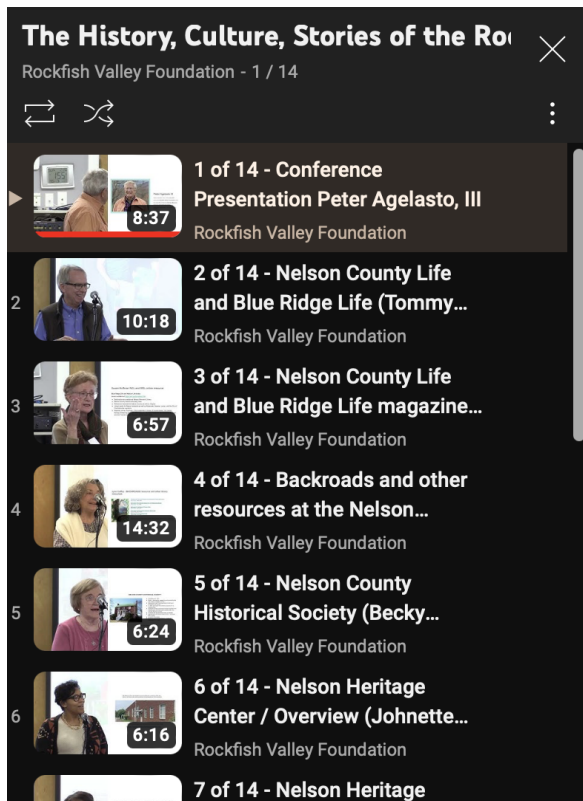 The History, Culture, Stories of the Ro
Rockfish Valley Foundation - 1 / 14
1 of 14 - Conference
Presentation Peter Agelasto, III
Rockfish Valley Foundation
8:37
2
2 of 14 - Nelson County Life
and Blue Ridge Life (Tommy...
Rockfish Valley Foundation
10:18
3
3 of 14 - Nelson County Life
and Blue Ridge Life magazine...
Rockfish Valley Foundation
6:57
4
4 of 14 - Backroads and other
resources at the Nelson...
Rockfish Valley Foundation
14:32
5
5 of 14 - Nelson County
Historical Society (Becky...
Rockfish Valley Foundation
6:24
6
6 of 14 - Nelson Heritage
Center / Overview (Johnette...
Rockfish Valley Foundation
6:16
7 of 14 - Nelson Heritage